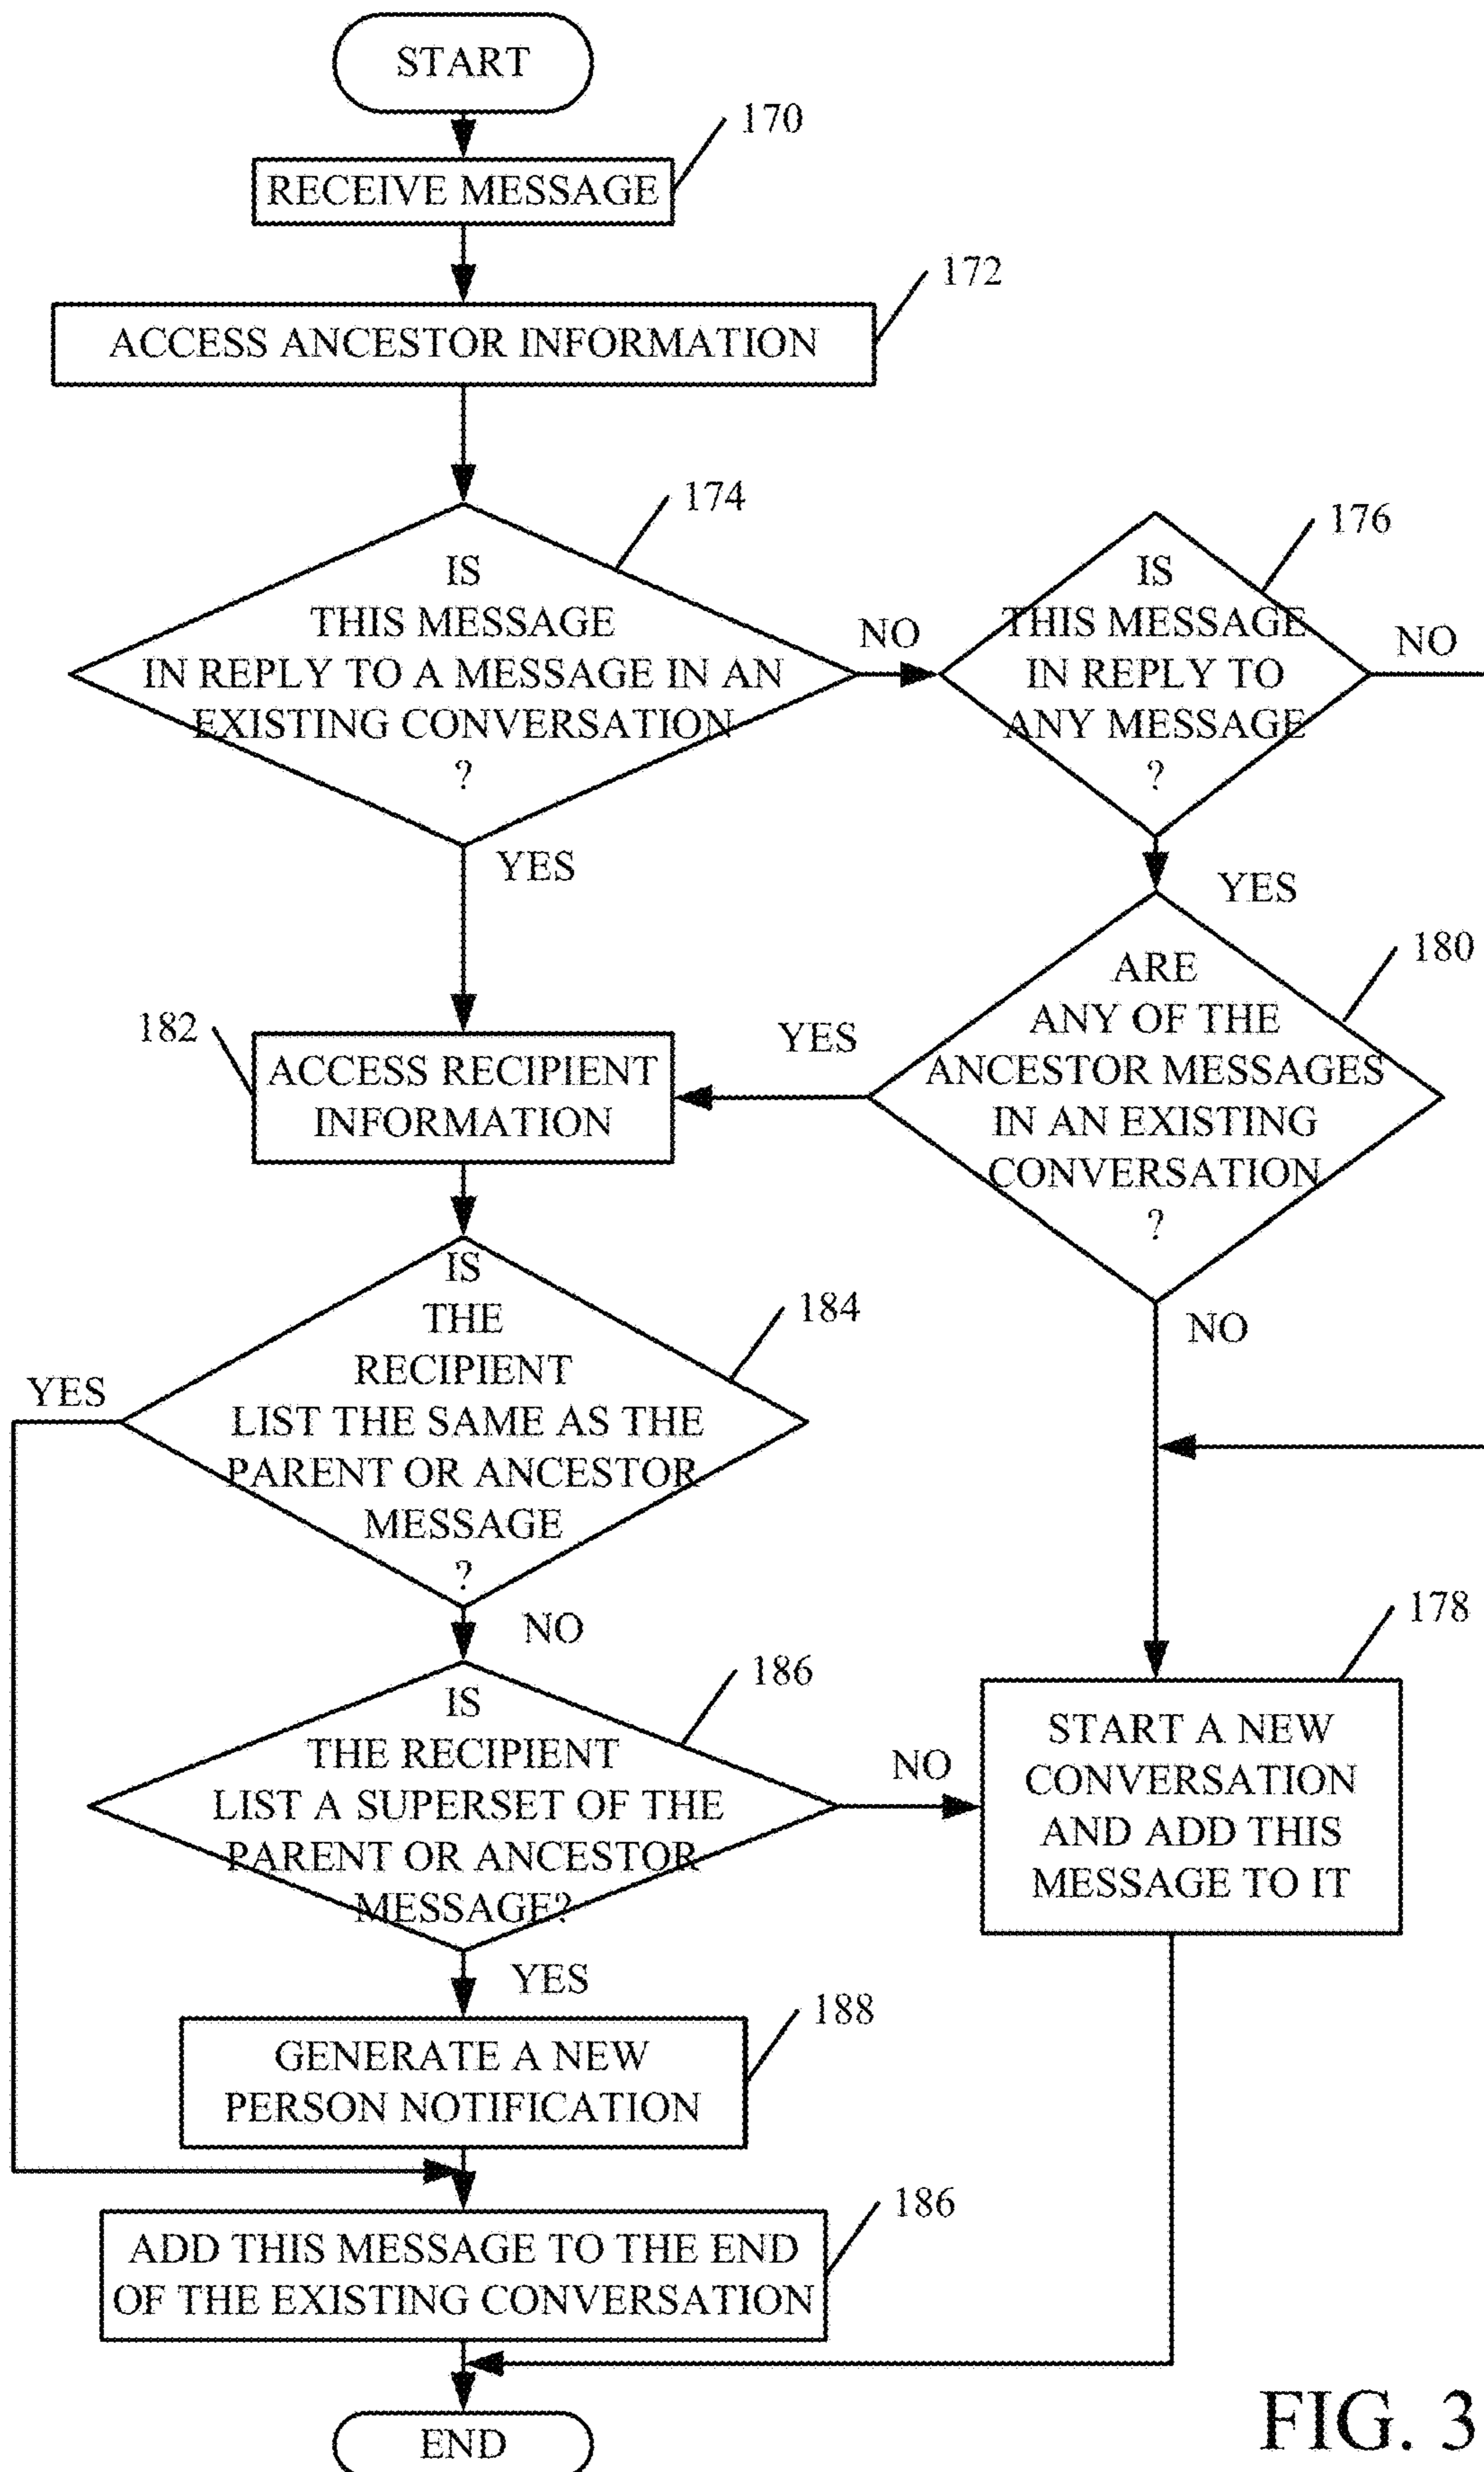 START
170
RECEIVE MESSAGE
172
ACCESS ANCESTOR INFORMATION
174
IS
THIS MESSAGE
IN REPLY TO A MESSAGE IN AN
EXISTING CONVERSATION
?
NO
176
IS
THIS MESSAGE
IN REPLY TO
ANY MESSAGE
?
NO
YES
YES
180
ARE
ANY OF THE
ANCESTOR MESSAGES
IN AN EXISTING
CONVERSATION
?
YES
182
ACCESS RECIPIENT
INFORMATION
NO
184
IS
THE
RECIPIENT
LIST THE SAME AS THE
PARENT OR ANCESTOR
MESSAGE
?
YES
NO
186
IS
THE RECIPIENT
LIST A SUPERSET OF THE
PARENT OR ANCESTOR
MESSAGE?
NO
178
START A NEW
CONVERSATION
AND ADD THIS
MESSAGE TO IT
YES
188
GENERATE A NEW
PERSON NOTIFICATION
186
ADD THIS MESSAGE TO THE END
OF THE EXISTING CONVERSATION
END
FIG. 3